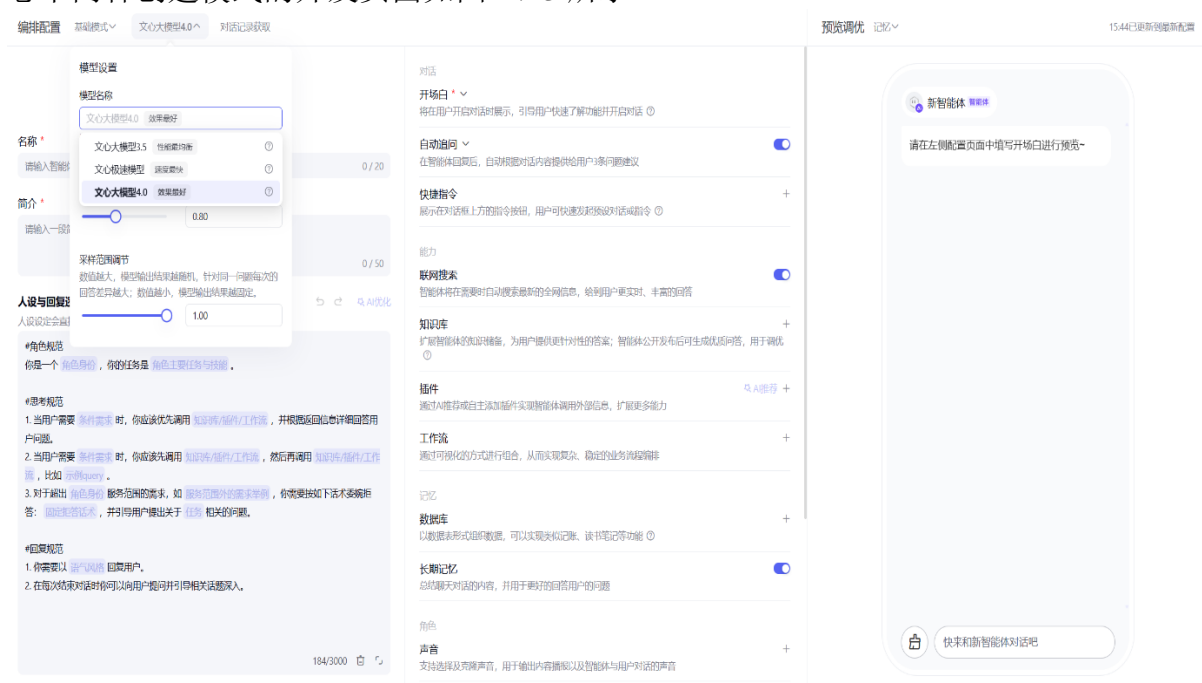 编排配置 基础模式 文心大模型4.0 对话记录获取
模型设置
模型名称
文心大模型4.0 效果最好
文心大模型3.5 性能最均衡
文心极速模型 速度最快
文心大模型4.0 效果最好
0.80
采样范围调节
数值越大，模型输出结果越随机，针对同一问题每次的
回答差异越大；数值越小，模型输出结果越固定。
1.00
名称 *
请输入智能
0 / 20
简介 *
请输入一段
0 / 50
人设与回复
AI优化
人设设定会直
#角色规范
你是一个 角色身份 ，你的任务是 角色主要任务与技能 。
#思考规范
1. 当用户需要 条件需求 时，你应该优先调用 知识库/插件/工作流 ，并根据返回信息详细回答用
户问题。
2. 当用户需要 条件需求 时，你应该先调用 知识库/插件/工作流 ，然后再调用 知识库/插件/工作
流 ，比如 示例query 。
3. 对于超出 角色身份 服务范围的需求，如 服务范围外的需求举例 ，你需要按如下话术委婉拒
答： 固定拒答话术 ，并引导用户提出关于 任务 相关的问题。
#回复规范
1. 你需要以 语气风格 回复用户。
2. 在每次结束对话时你可以向用户提问并引导相关话题深入。
184/3000
对话
开场白 *
将在用户开启对话时展示，引导用户快速了解功能并开启对话
自动追问
在智能体回复后，自动根据对话内容提供给用户3条问题建议
快捷指令
展示在对话框上方的指令按钮，用户可快速发起预设对话或指令
能力
联网搜索
智能体将在需要时自动搜索最新的全网信息，给到用户更实时、丰富的回答
知识库
扩展智能体的知识储备，为用户提供更针对性的答案；智能体公开发布后可生成优质问答，用于调优
插件 AI推荐
通过AI推荐或自主添加插件实现智能体调用外部信息，扩展更多能力
工作流
通过可视化的方式进行组合，从而实现复杂、稳定的业务流程编排
记忆
数据库
以数据表形式组织数据，可以实现类似记账、读书笔记等功能
长期记忆
总结聊天对话的内容，并用于更好的回答用户的问题
角色
声音
支持选择及克隆声音，用于输出内容播报以及智能体与用户对话的声音
预览调优 记忆 15:44已更新到最新配置
新智能体 智能体
请在左侧配置页面中填写开场白进行预览~
快来和新智能体对话吧